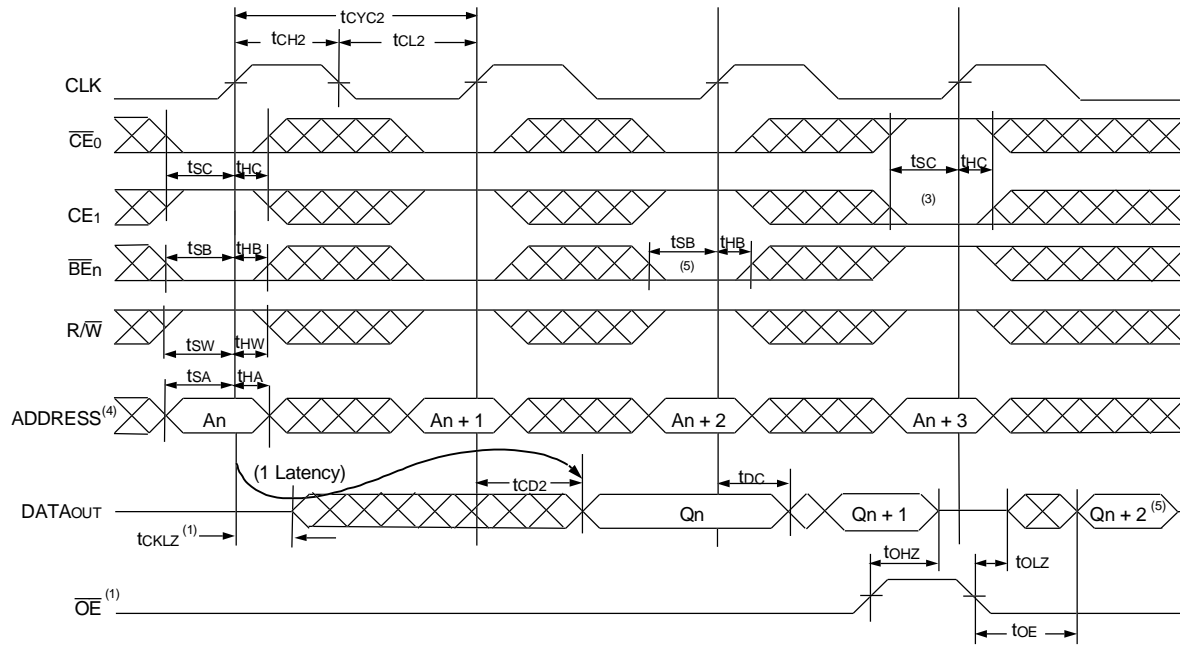 tCYC2
tCH2
tCL2
CLK
CE0
tSC
tHC
tSC
tHC
(3)
CE1
tSB
tHB
tSB
tHB
(5)
BEn
R/W
tSW
tHW
tSA
tHA
ADDRESS(4)
An
An + 1
An + 2
An + 3
(1 Latency)
tCD2
tDC
DATAOUT
Qn
Qn + 1
Qn + 2 (5)
tCKLZ (1)
tOHZ
tOLZ
OE (1)
tOE